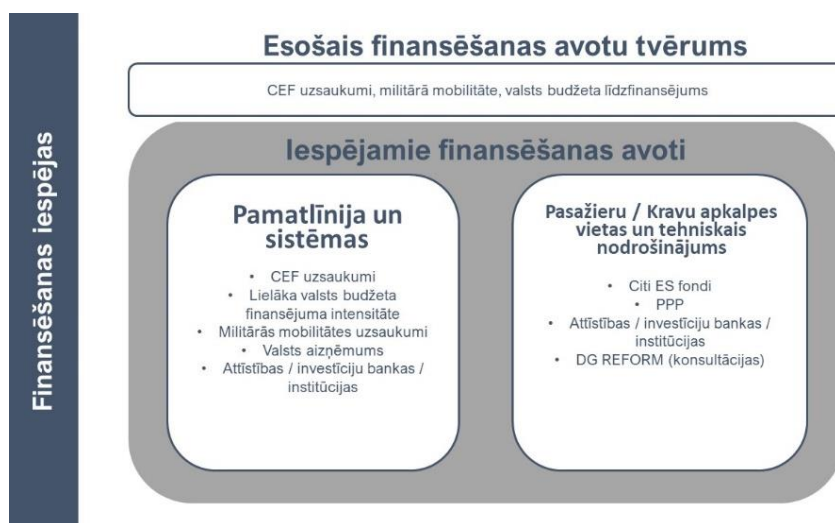 Finansēšanas iespējas
Esošais finansēšanas avotu tvērums
CEF uzsaukumi, militārā mobilitāte, valsts budžeta līdzfinansējums
Iespējamie finansēšanas avoti
Pamatlīnija un
sistēmas
• CEF uzsaukumi
• Lielāka valsts budžeta
finansējuma intensitāte
• Militārās mobilitātes uzsaukumi
• Valsts aizņēmums
• Attīstības / investīciju bankas /
institūcijas
Pasažieru / Kravu apkalpes
vietas un tehniskais
nodrošinājums
• Citi ES fondi
• PPP
• Attīstības / investīciju bankas /
institūcijas
• DG REFORM (konsultācijas)